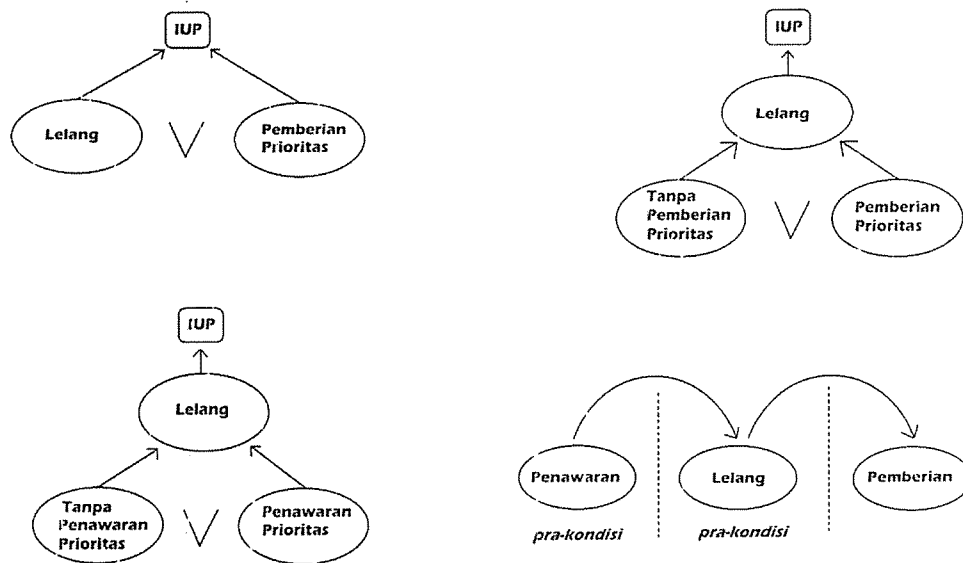 IUP
Lelang
V
Pemberian
Prioritas
IUP
Lelang
Tanpa
Pemberian
Prioritas
V
Pemberian
Prioritas
IUP
Lelang
Tanpa
Penawaran
Prioritas
V
Penawaran
Prioritas
Penawaran
Lelang
Pemberian
pra-kondisi
pra-kondisi